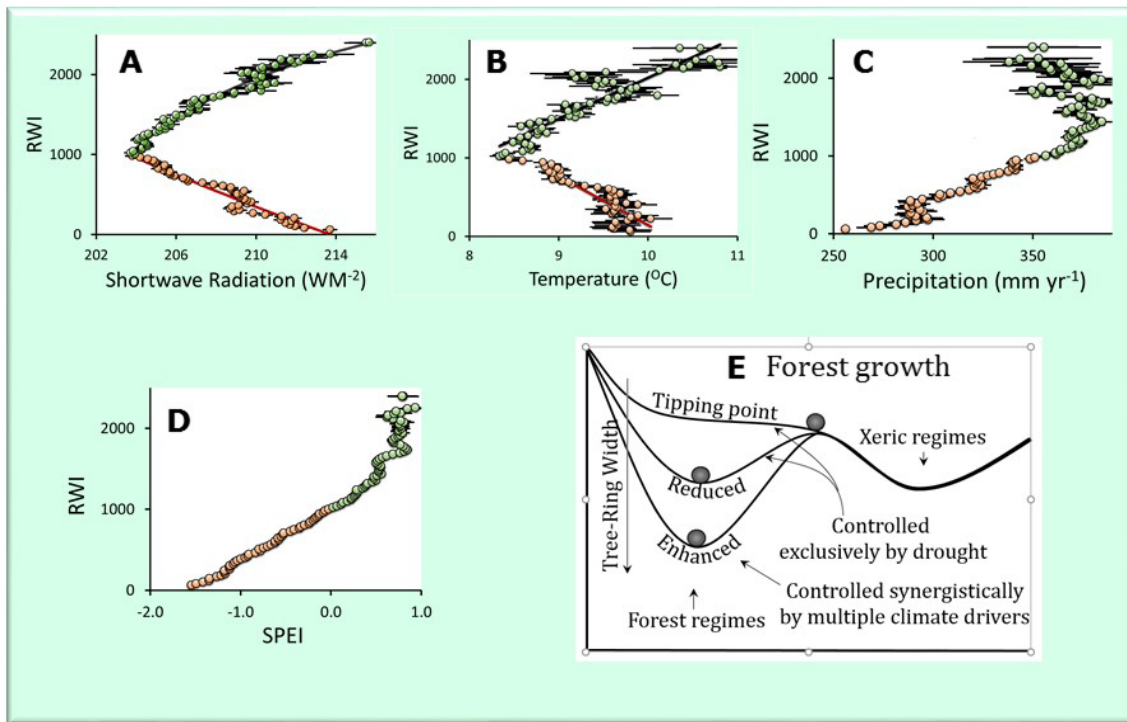 A
RWI
2000
1000
0
202
206
210
214
Shortwave Radiation (WM-2)
B
RWI
2000
1000
0
8
9
10
11
Temperature (OC)
C
RWI
2000
1000
0
250
300
350
Precipitation (mm yr-1)
D
RWI
2000
1000
0
-2.0
-1.0
0.0
1.0
SPEI
E Forest growth
Tree-Ring Width
Tipping point
Xeric regimes
Reduced
Enhanced
Controlled
exclusively by drought
Controlled synergistically
by multiple climate drivers
Forest regimes